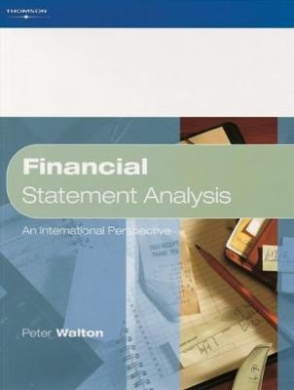 THOMSON
Financial
Statement Analysis
An International Perspective
Peter Walton